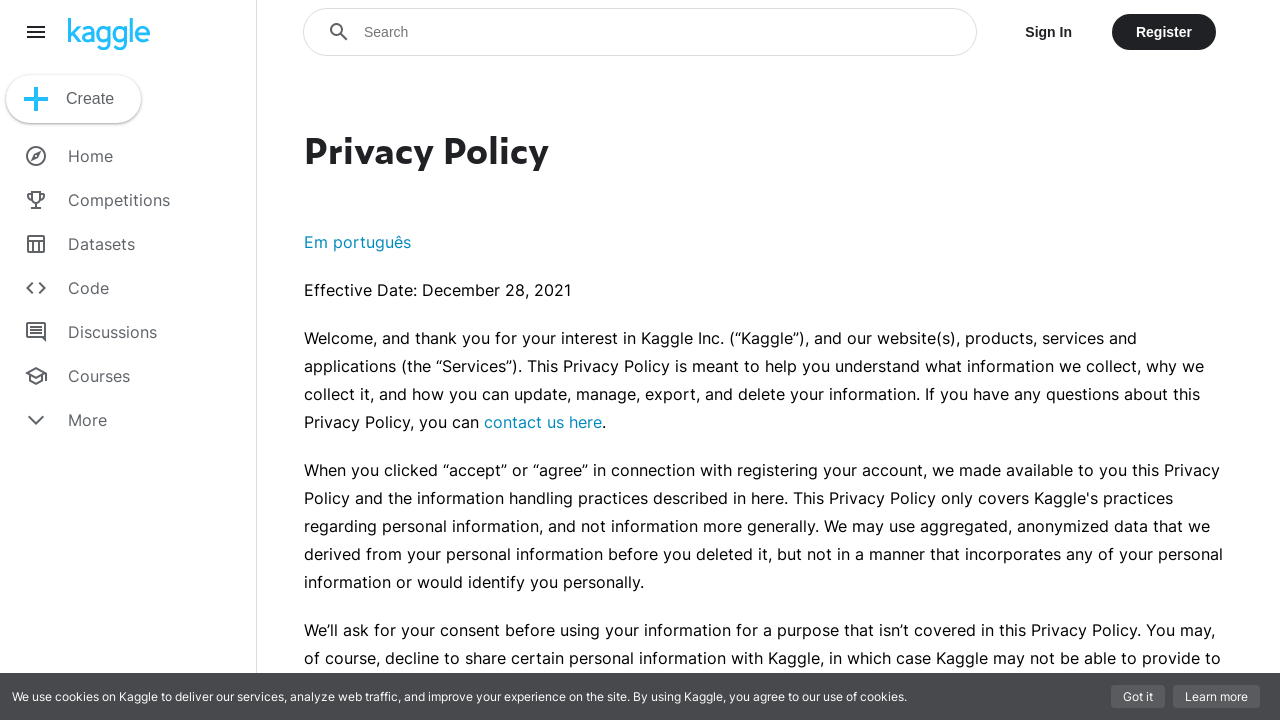 kaggle
Search
Sign In
Register
Create
Home
Competitions
Datasets
Code
Discussions
Courses
More
Privacy Policy
Em português
Effective Date: December 28, 2021
Welcome, and thank you for your interest in Kaggle Inc. (“Kaggle”), and our website(s), products, services and
applications (the “Services”). This Privacy Policy is meant to help you understand what information we collect, why we
collect it, and how you can update, manage, export, and delete your information. If you have any questions about this
Privacy Policy, you can contact us here.
When you clicked “accept” or “agree” in connection with registering your account, we made available to you this Privacy
Policy and the information handling practices described in here. This Privacy Policy only covers Kaggle's practices
regarding personal information, and not information more generally. We may use aggregated, anonymized data that we
derived from your personal information before you deleted it, but not in a manner that incorporates any of your personal
information or would identify you personally.
We’ll ask for your consent before using your information for a purpose that isn’t covered in this Privacy Policy. You may,
of course, decline to share certain personal information with Kaggle, in which case Kaggle may not be able to provide to
We use cookies on Kaggle to deliver our services, analyze web traffic, and improve your experience on the site. By using Kaggle, you agree to our use of cookies.
Got it
Learn more